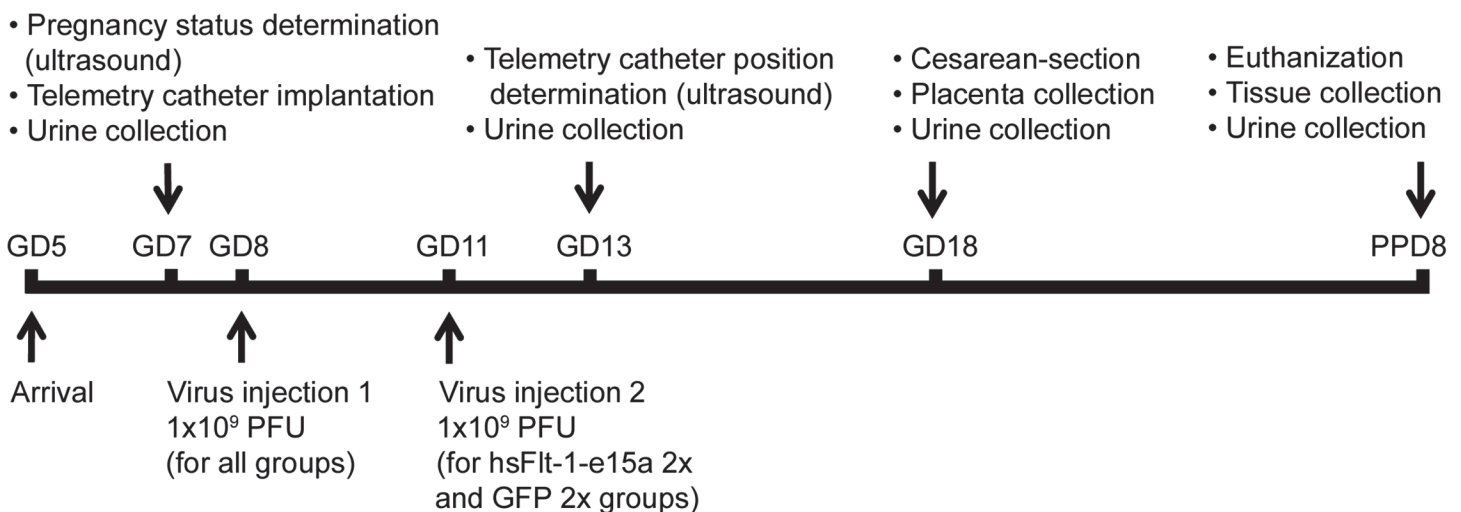 • Pregnancy status determination
(ultrasound)
• Telemetry catheter implantation
• Urine collection
• Telemetry catheter position
determination (ultrasound)
• Urine collection
• Cesarean-section
• Placenta collection
• Urine collection
• Euthanization
• Tissue collection
• Urine collection
GD5 GD7 GD8 GD11 GD13 GD18 PPD8
Arrival
Virus injection 1
1x10⁹ PFU
(for all groups)
Virus injection 2
1x10⁹ PFU
(for hsFlt-1-e15a 2x
and GFP 2x groups)